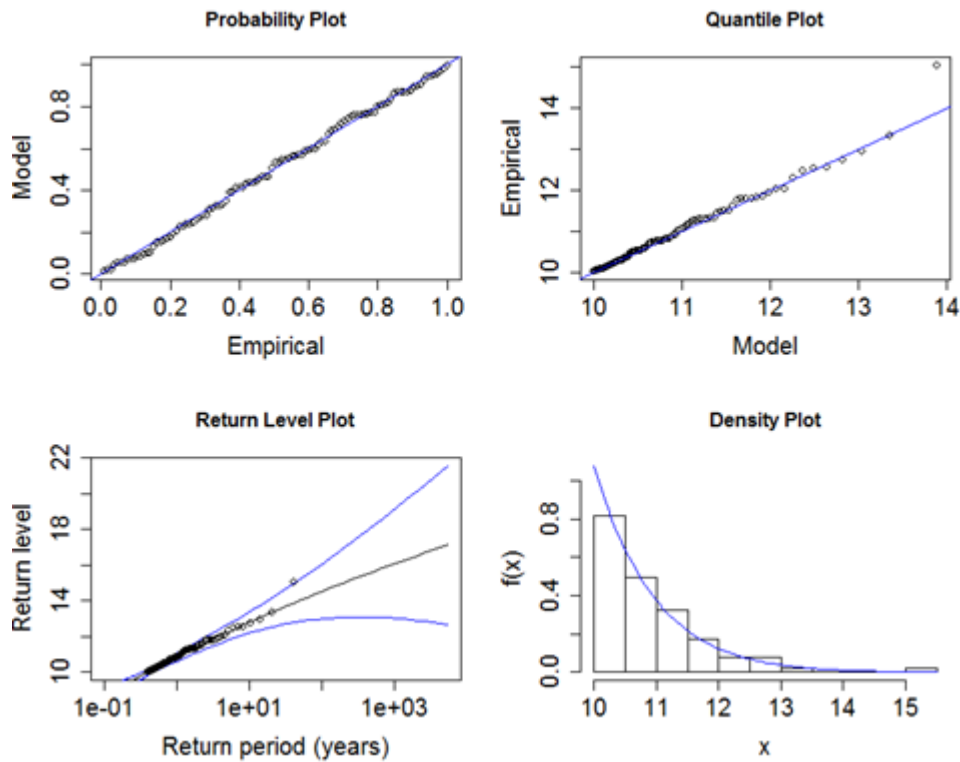 Probability Plot
Model
0.0 0.4 0.8
0.0 0.2 0.4 0.6 0.8 1.0
Empirical
Quantile Plot
Empirical
10 12 14
10 11 12 13 14
Model
Return Level Plot
Return level
10 14 18 22
1e-01 1e+01 1e+03
Return period (years)
Density Plot
f(x)
0.0 0.4 0.8
10 11 12 13 14 15
x